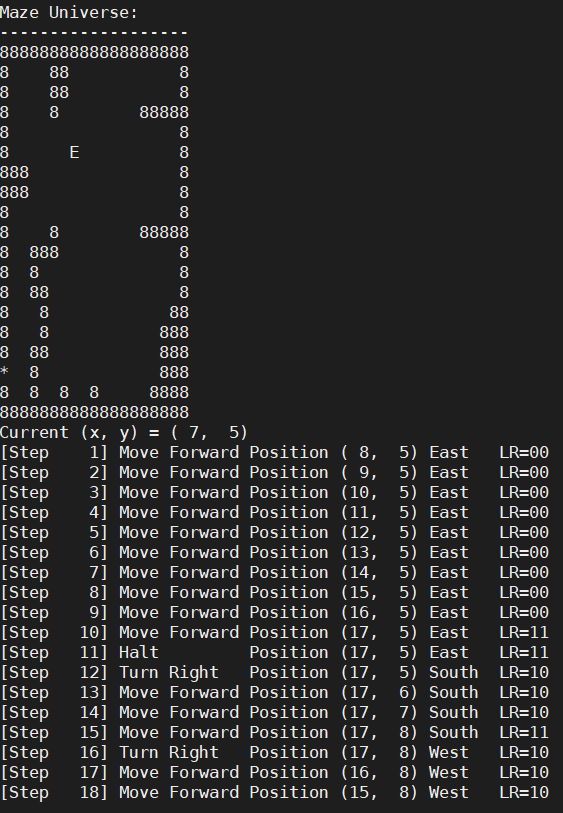 Maze Universe:
-------------------
8888888888888888888
8    88           8
8    88           8
8    8        88888
8                 8
8      E          8
888               8
888               8
8                 8
8    8        88888
8  888            8
8  8              8
8  88             8
8   8            88
8   8           888
8  88           888
*  8            888
8  8  8  8     8888
8888888888888888888
Current (x, y) = ( 7,  5)
[Step    1] Move Forward Position ( 8,  5) East   LR=00
[Step    2] Move Forward Position ( 9,  5) East   LR=00
[Step    3] Move Forward Position (10,  5) East   LR=00
[Step    4] Move Forward Position (11,  5) East   LR=00
[Step    5] Move Forward Position (12,  5) East   LR=00
[Step    6] Move Forward Position (13,  5) East   LR=00
[Step    7] Move Forward Position (14,  5) East   LR=00
[Step    8] Move Forward Position (15,  5) East   LR=00
[Step    9] Move Forward Position (16,  5) East   LR=00
[Step   10] Move Forward Position (17,  5) East   LR=11
[Step   11] Halt         Position (17,  5) East   LR=11
[Step   12] Turn Right   Position (17,  5) South  LR=10
[Step   13] Move Forward Position (17,  6) South  LR=10
[Step   14] Move Forward Position (17,  7) South  LR=10
[Step   15] Move Forward Position (17,  8) South  LR=11
[Step   16] Turn Right   Position (17,  8) West   LR=10
[Step   17] Move Forward Position (16,  8) West   LR=10
[Step   18] Move Forward Position (15,  8) West   LR=10